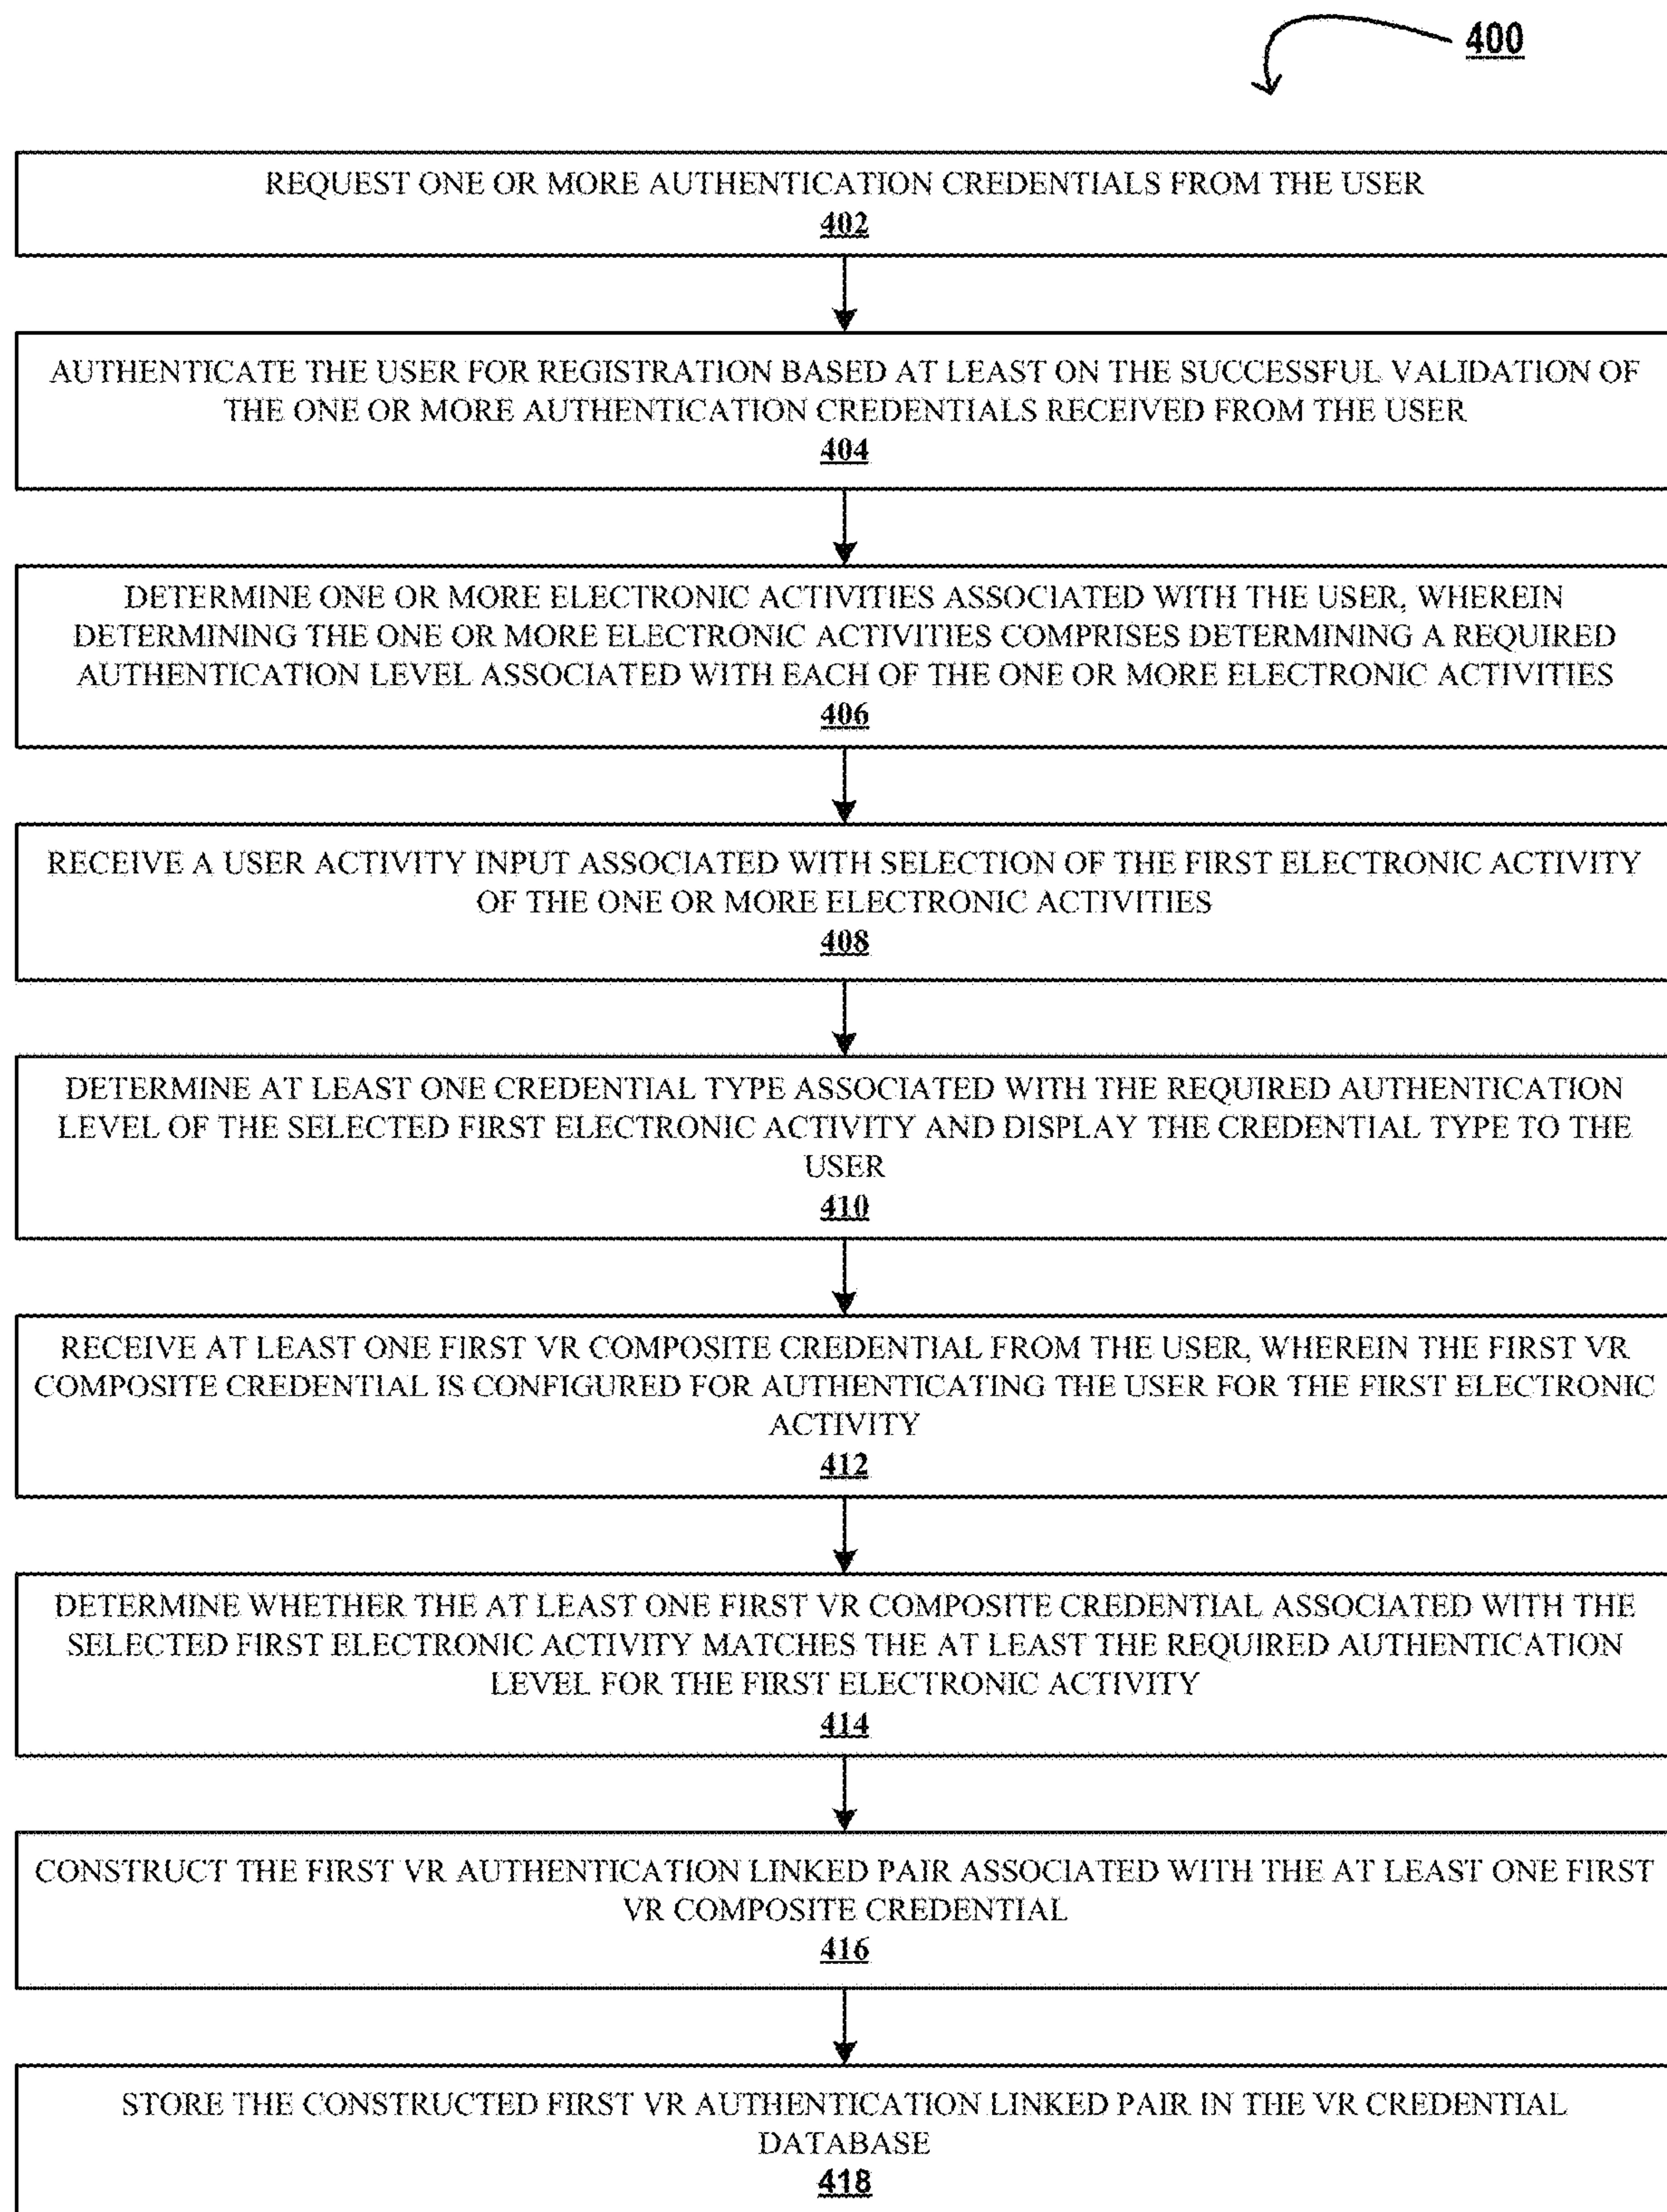 400
REQUEST ONE OR MORE AUTHENTICATION CREDENTIALS FROM THE USER
402
AUTHENTICATE THE USER FOR REGISTRATION BASED AT LEAST ON THE SUCCESSFUL VALIDATION OF
THE ONE OR MORE AUTHENTICATION CREDENTIALS RECEIVED FROM THE USER
404
DETERMINE ONE OR MORE ELECTRONIC ACTIVITIES ASSOCIATED WITH THE USER, WHEREIN
DETERMINING THE ONE OR MORE ELECTRONIC ACTIVITIES COMPRISES DETERMINING A REQUIRED
AUTHENTICATION LEVEL ASSOCIATED WITH EACH OF THE ONE OR MORE ELECTRONIC ACTIVITIES
406
RECEIVE A USER ACTIVITY INPUT ASSOCIATED WITH SELECTION OF THE FIRST ELECTRONIC ACTIVITY
OF THE ONE OR MORE ELECTRONIC ACTIVITIES
408
DETERMINE AT LEAST ONE CREDENTIAL TYPE ASSOCIATED WITH THE REQUIRED AUTHENTICATION
LEVEL OF THE SELECTED FIRST ELECTRONIC ACTIVITY AND DISPLAY THE CREDENTIAL TYPE TO THE
USER
410
RECEIVE AT LEAST ONE FIRST VR COMPOSITE CREDENTIAL FROM THE USER, WHEREIN THE FIRST VR
COMPOSITE CREDENTIAL IS CONFIGURED FOR AUTHENTICATING THE USER FOR THE FIRST ELECTRONIC
ACTIVITY
412
DETERMINE WHETHER THE AT LEAST ONE FIRST VR COMPOSITE CREDENTIAL ASSOCIATED WITH THE
SELECTED FIRST ELECTRONIC ACTIVITY MATCHES THE AT LEAST THE REQUIRED AUTHENTICATION
LEVEL FOR THE FIRST ELECTRONIC ACTIVITY
414
CONSTRUCT THE FIRST VR AUTHENTICATION LINKED PAIR ASSOCIATED WITH THE AT LEAST ONE FIRST
VR COMPOSITE CREDENTIAL
416
STORE THE CONSTRUCTED FIRST VR AUTHENTICATION LINKED PAIR IN THE VR CREDENTIAL
DATABASE
418